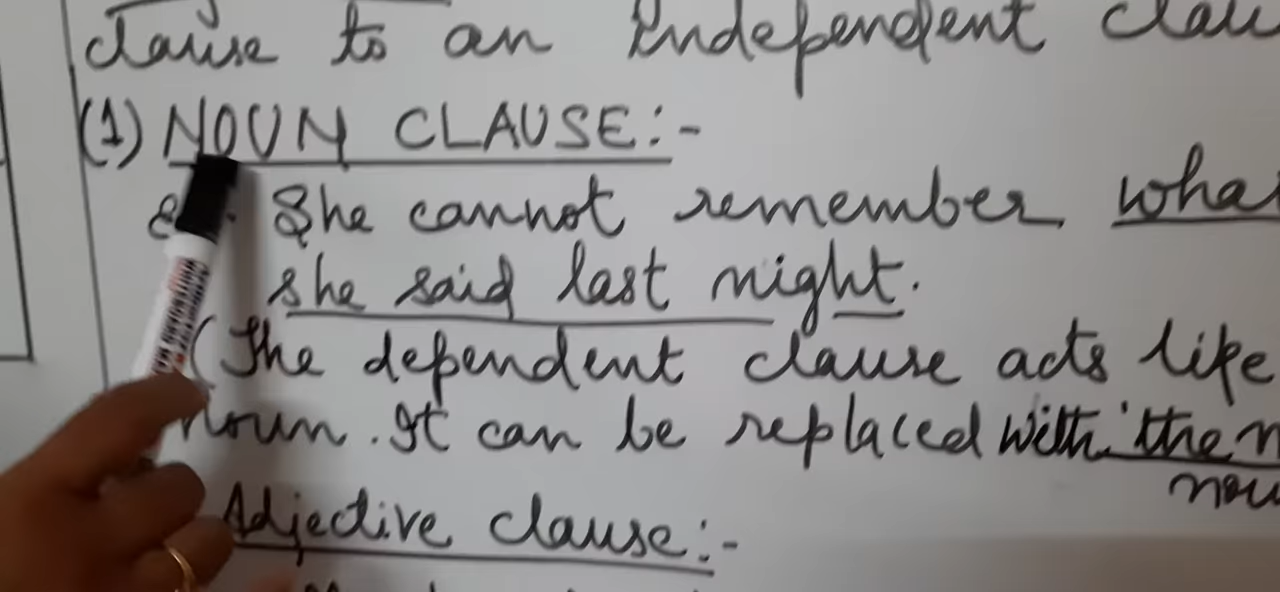 clause to an Independent clau
(1) NOUN CLAUSE:-
She cannot remember wha
she said last night.
(The dependent clause acts like
noun. It can be replaced with 'the n
nou
Adjective clause:-